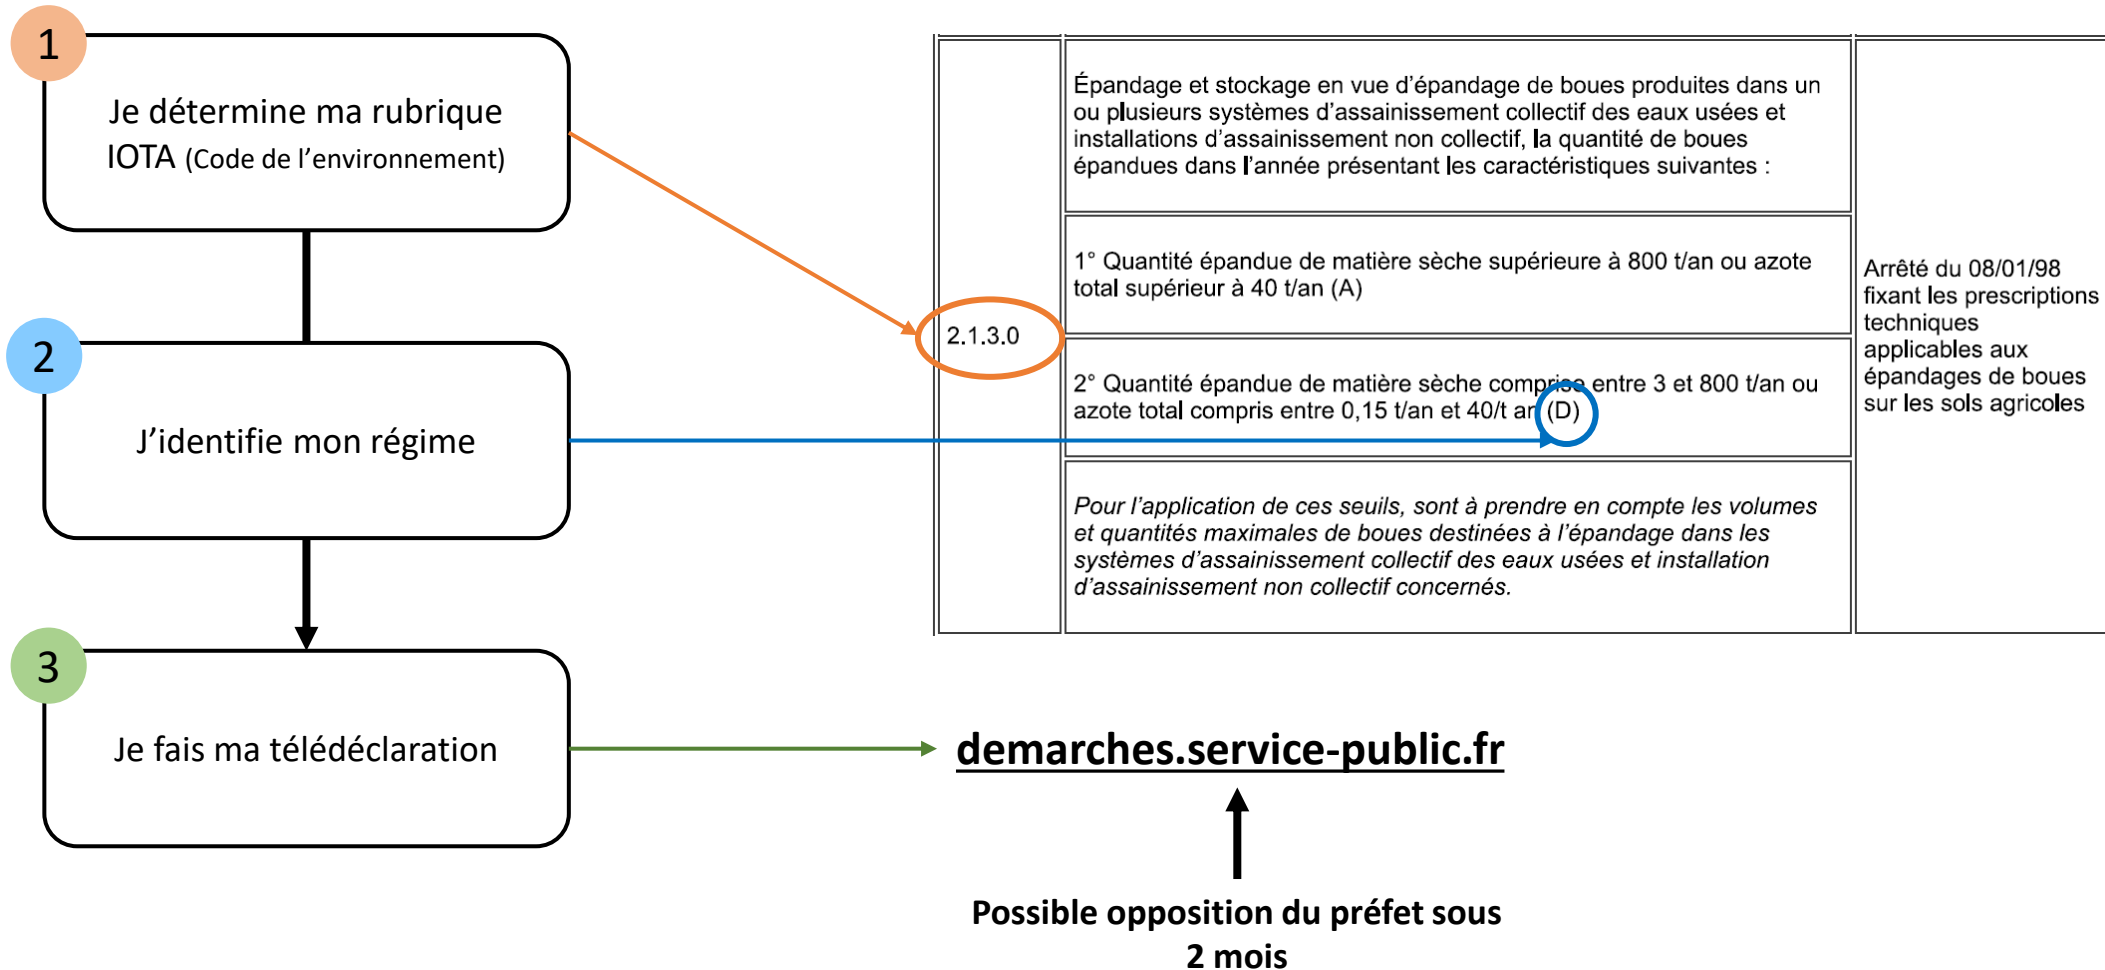 1
Je détermine ma rubrique
IOTA (Code de l’environnement)
2
J’identifie mon régime
3
Je fais ma télédéclaration
2.1.3.0
Épandage et stockage en vue d’épandage de boues produites dans un
ou plusieurs systèmes d’assainissement collectif des eaux usées et
installations d’assainissement non collectif, la quantité de boues
épandues dans l’année présentant les caractéristiques suivantes :
1° Quantité épandue de matière sèche supérieure à 800 t/an ou azote
total supérieur à 40 t/an (A)
2° Quantité épandue de matière sèche comprise entre 3 et 800 t/an ou
azote total compris entre 0,15 t/an et 40/t an (D)
Pour l’application de ces seuils, sont à prendre en compte les volumes
et quantités maximales de boues destinées à l’épandage dans les
systèmes d’assainissement collectif des eaux usées et installation
d’assainissement non collectif concernés.
Arrêté du 08/01/98
fixant les prescriptions
techniques
applicables aux
épandages de boues
sur les sols agricoles
demarches.service-public.fr
Possible opposition du préfet sous
2 mois